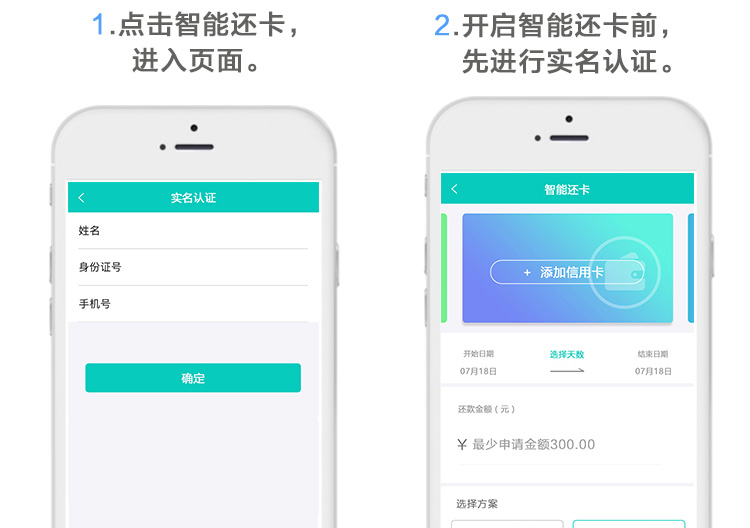 1.点击智能还卡，
进入页面。
实名认证
姓名
身份证号
手机号
确定
2.开启智能还卡前，
先进行实名认证。
智能还卡
+ 添加信用卡
开始日期 选择天数 结束日期
07月18日 07月18日
还款金额（元）
¥ 最少申请金额300.00
选择方案